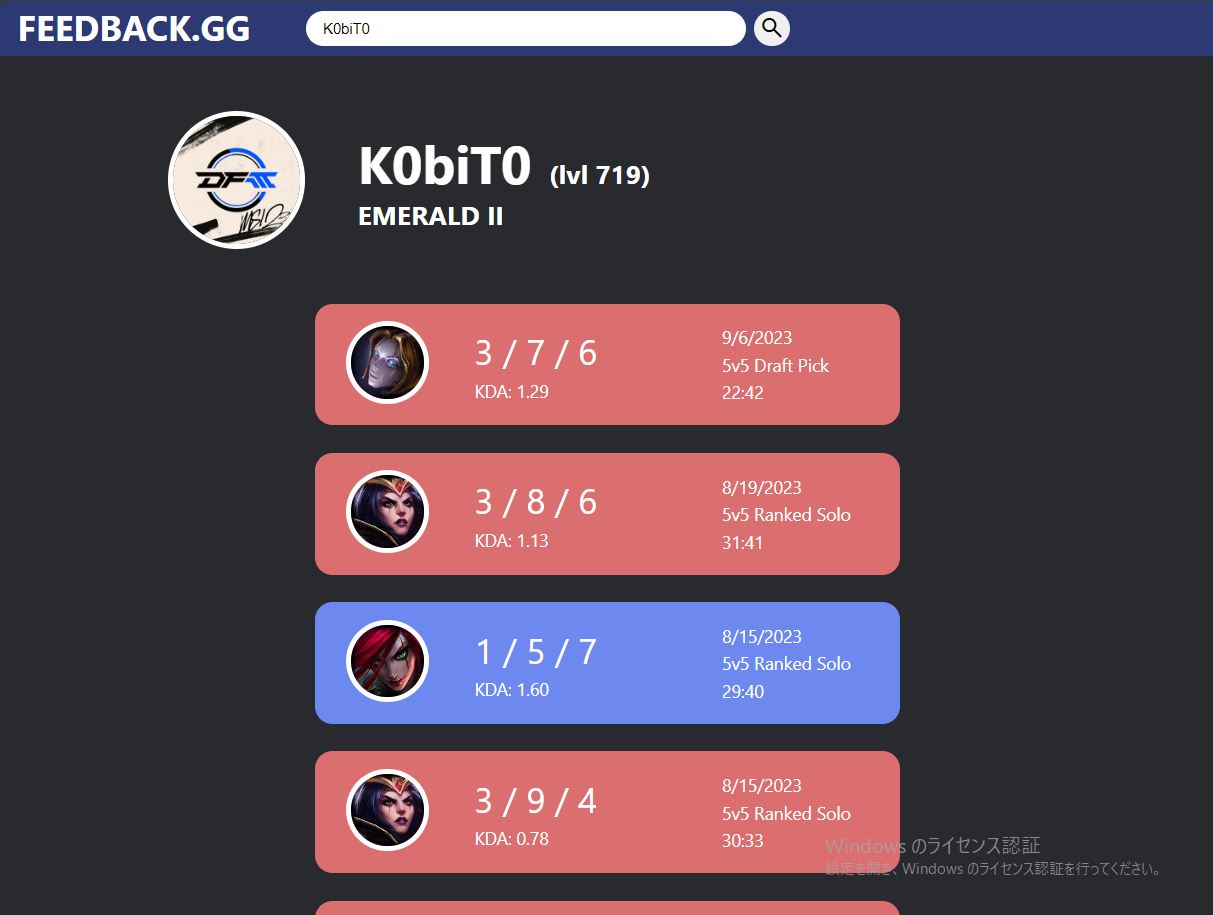 FEEDBACK.GG
K0biT0
DFM
K0biT0 (lvl 719)
EMERALD II
3 / 7 / 6
KDA: 1.29
9/6/2023
5v5 Draft Pick
22:42
3 / 8 / 6
KDA: 1.13
8/19/2023
5v5 Ranked Solo
31:41
1 / 5 / 7
KDA: 1.60
8/15/2023
5v5 Ranked Solo
29:40
3 / 9 / 4
KDA: 0.78
8/15/2023
5v5 Ranked Solo
30:33
Windows のライセンス認証
設定を開き、Windows のライセンス認証を行ってください。